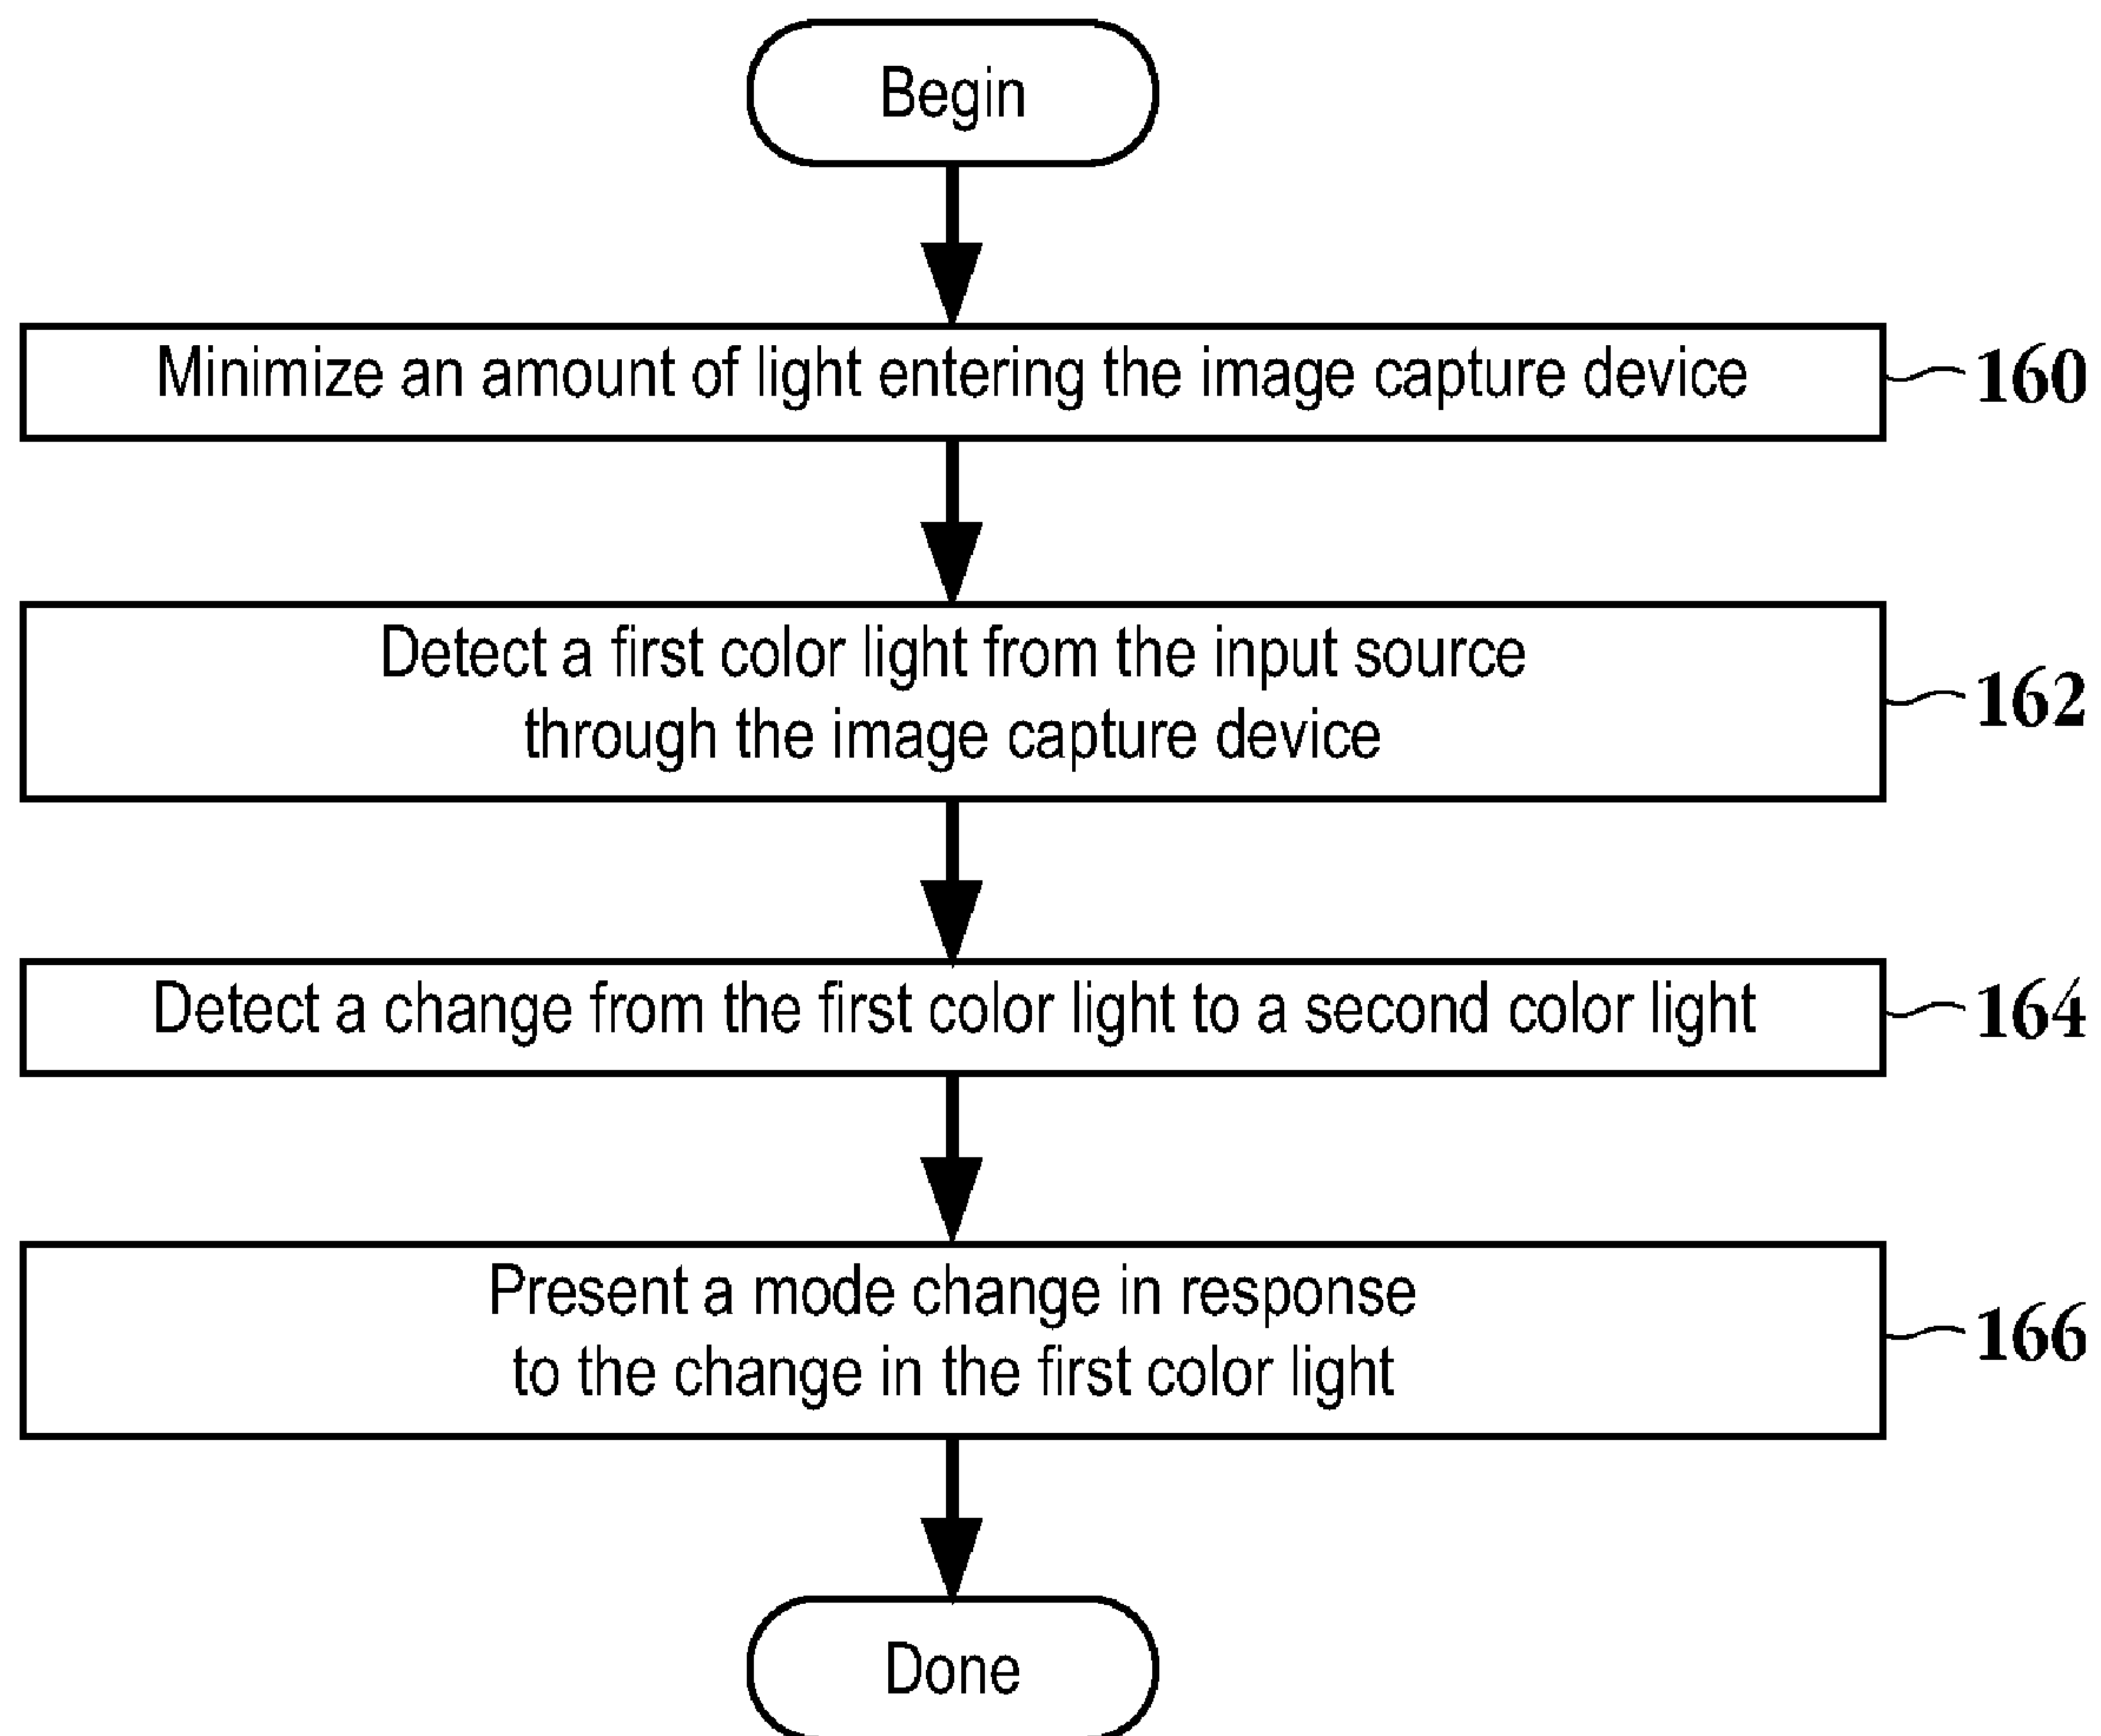 Begin
Minimize an amount of light entering the image capture device
160
Detect a first color light from the input source
through the image capture device
162
Detect a change from the first color light to a second color light
164
Present a mode change in response
to the change in the first color light
166
Done